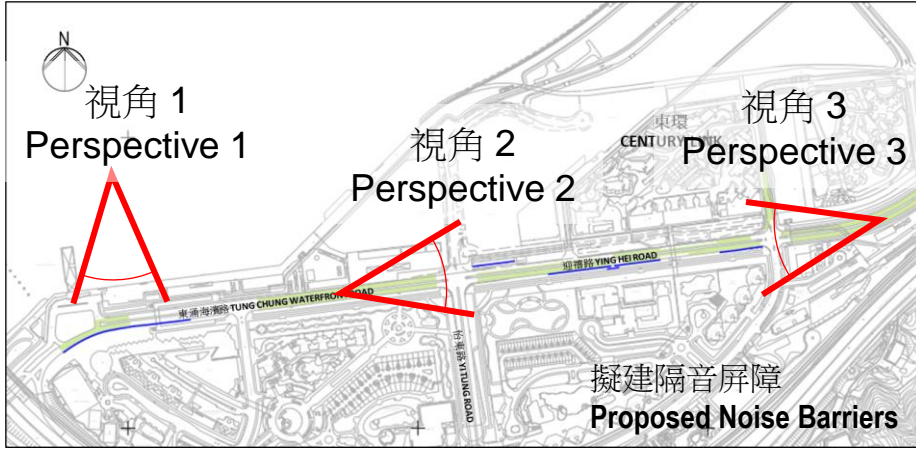 N
視角 1
Perspective 1
視角 2
Perspective 2
視角 3
Perspective 3
東環
CENTURY LINK
迎禧路 YING HEI ROAD
東涌海濱路 TUNG CHUNG WATERFRONT ROAD
怡東路 YI TUNG ROAD
擬建隔音屏障
Proposed Noise Barriers